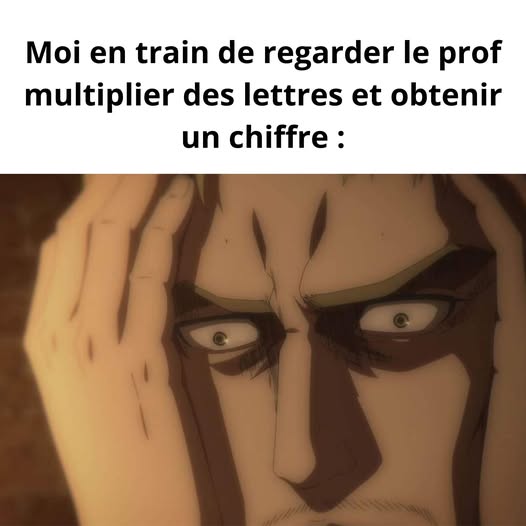 Moi en train de regarder le prof
multiplier des lettres et obtenir
un chiffre :